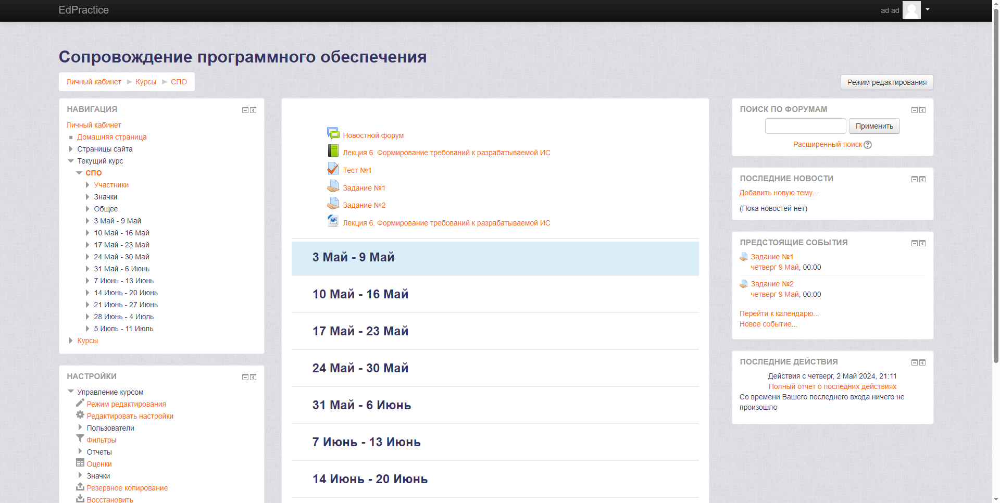 EdPractice
ad ad
Сопровождение программного обеспечения
Личный кабинет
Курсы
СПО
Режим редактирования
НАВИГАЦИЯ
Личный кабинет
Домашняя страница
Страницы сайта
Текущий курс
СПО
Участники
Значки
Общее
3 Май - 9 Май
10 Май - 16 Май
17 Май - 23 Май
24 Май - 30 Май
31 Май - 6 Июнь
7 Июнь - 13 Июнь
14 Июнь - 20 Июнь
21 Июнь - 27 Июнь
28 Июнь - 4 Июль
5 Июль - 11 Июль
Курсы
НАСТРОЙКИ
Управление курсом
Режим редактирования
Редактировать настройки
Пользователи
Фильтры
Отчеты
Оценки
Значки
Резервное копирование
Восстановить
Новостной форум
Лекция 6. Формирование требований к разрабатываемой ИС
Тест №1
Задание №1
Задание №2
Лекция 6. Формирование требований к разрабатываемой ИС
3 Май - 9 Май
10 Май - 16 Май
17 Май - 23 Май
24 Май - 30 Май
31 Май - 6 Июнь
7 Июнь - 13 Июнь
14 Июнь - 20 Июнь
ПОИСК ПО ФОРУМАМ
Применить
Расширенный поиск
ПОСЛЕДНИЕ НОВОСТИ
Добавить новую тему...
(Пока новостей нет)
ПРЕДСТОЯЩИЕ СОБЫТИЯ
Задание №1
четверг 9 Май, 00:00
Задание №2
четверг 9 Май, 00:00
Перейти к календарю...
Новое событие...
ПОСЛЕДНИЕ ДЕЙСТВИЯ
Действия с четверг, 2 Май 2024, 21:11
Полный отчет о последних действиях
Со времени Вашего последнего входа ничего не
произошло